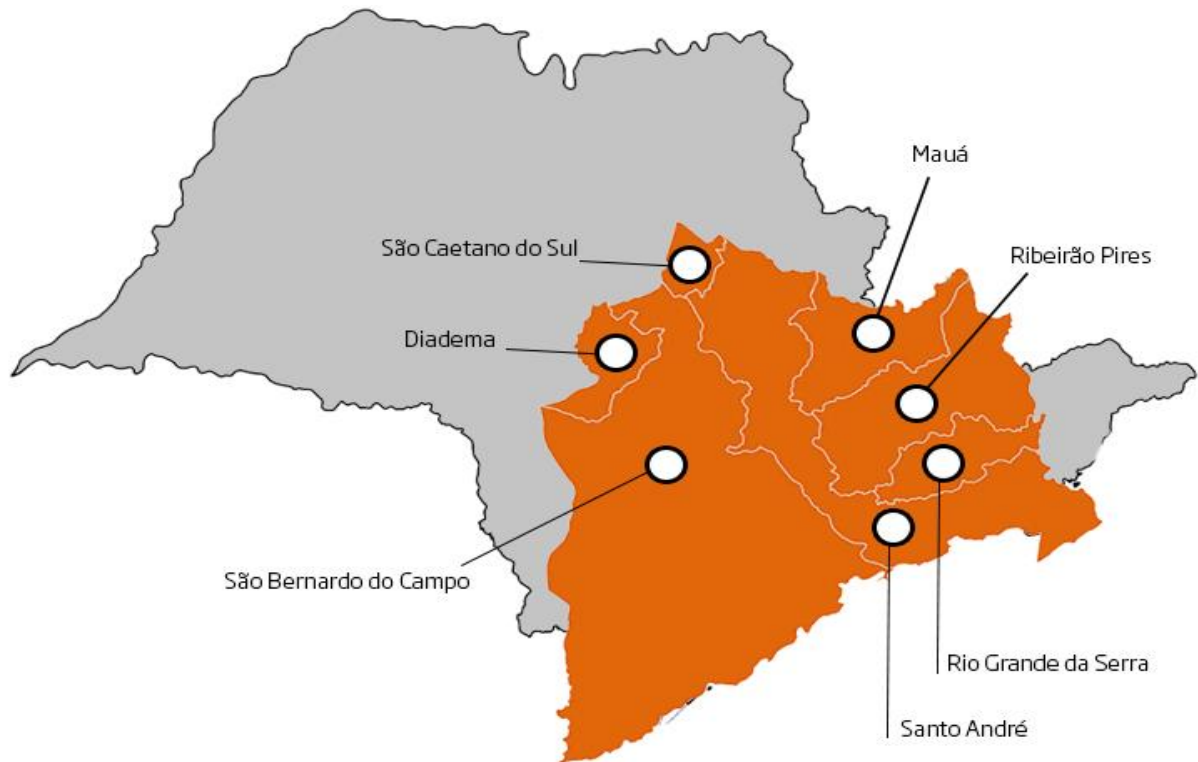 Mauá
São Caetano do Sul
Ribeirão Pires
Diadema
São Bernardo do Campo
Rio Grande da Serra
Santo André